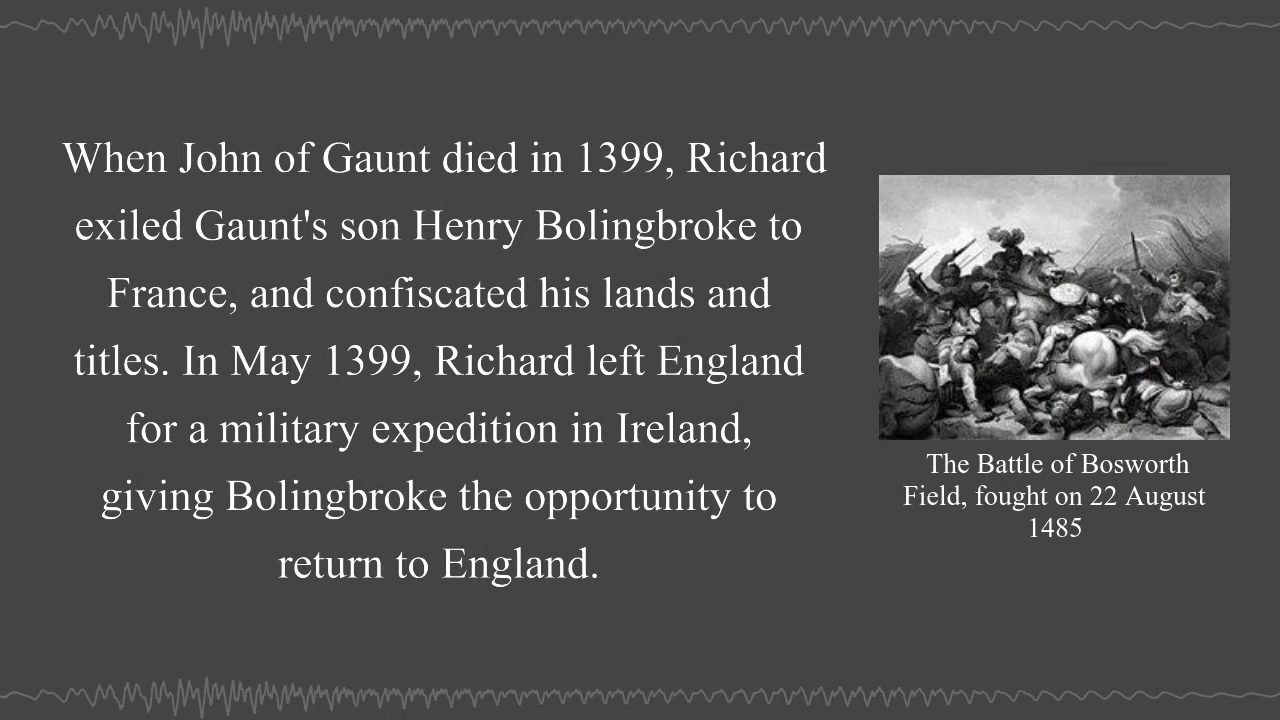 When John of Gaunt died in 1399, Richard
exiled Gaunt's son Henry Bolingbroke to
France, and confiscated his lands and
titles. In May 1399, Richard left England
for a military expedition in Ireland,
giving Bolingbroke the opportunity to
return to England.
The Battle of Bosworth
Field, fought on 22 August
1485